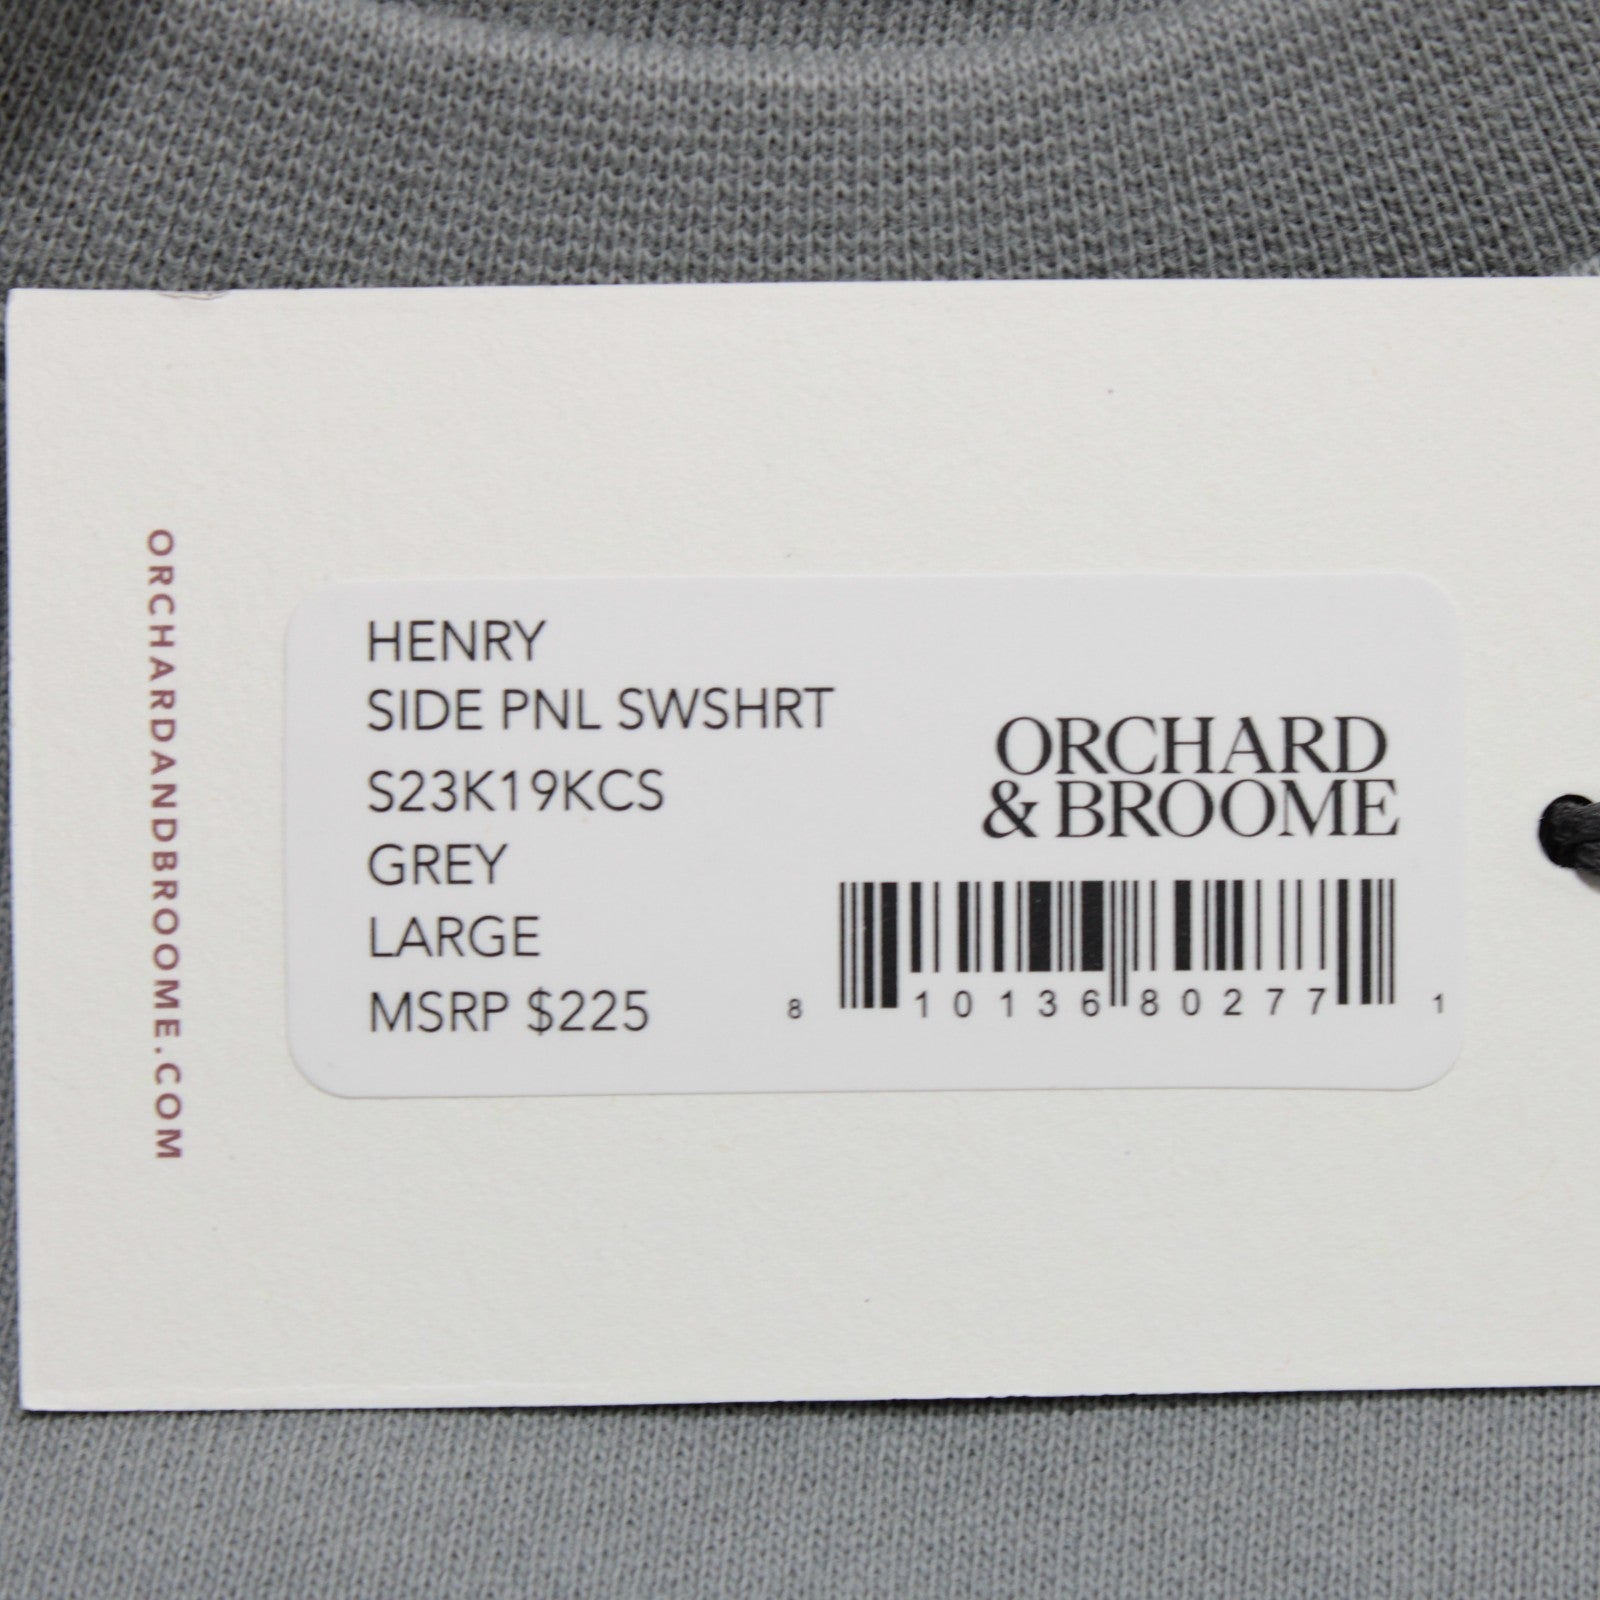 ORCHARDANDBROOME.COM
HENRY
SIDE PNL SWSHRT
S23K19KCS
GREY
LARGE
MSRP $225
ORCHARD
& BROOME
8 10136 80277 1